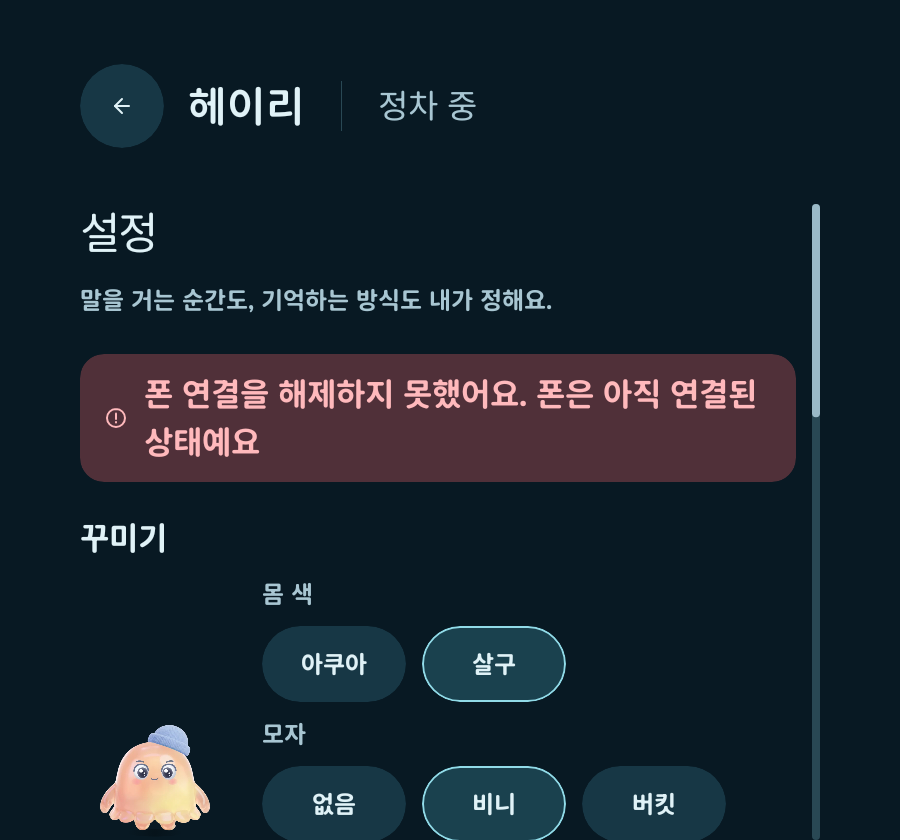 헤이리
정차 중
설정
말을 거는 순간도, 기억하는 방식도 내가 정해요.
폰 연결을 해제하지 못했어요. 폰은 아직 연결된
상태예요
꾸미기
몸 색
아쿠아 살구
모자
없음 비니 버킷